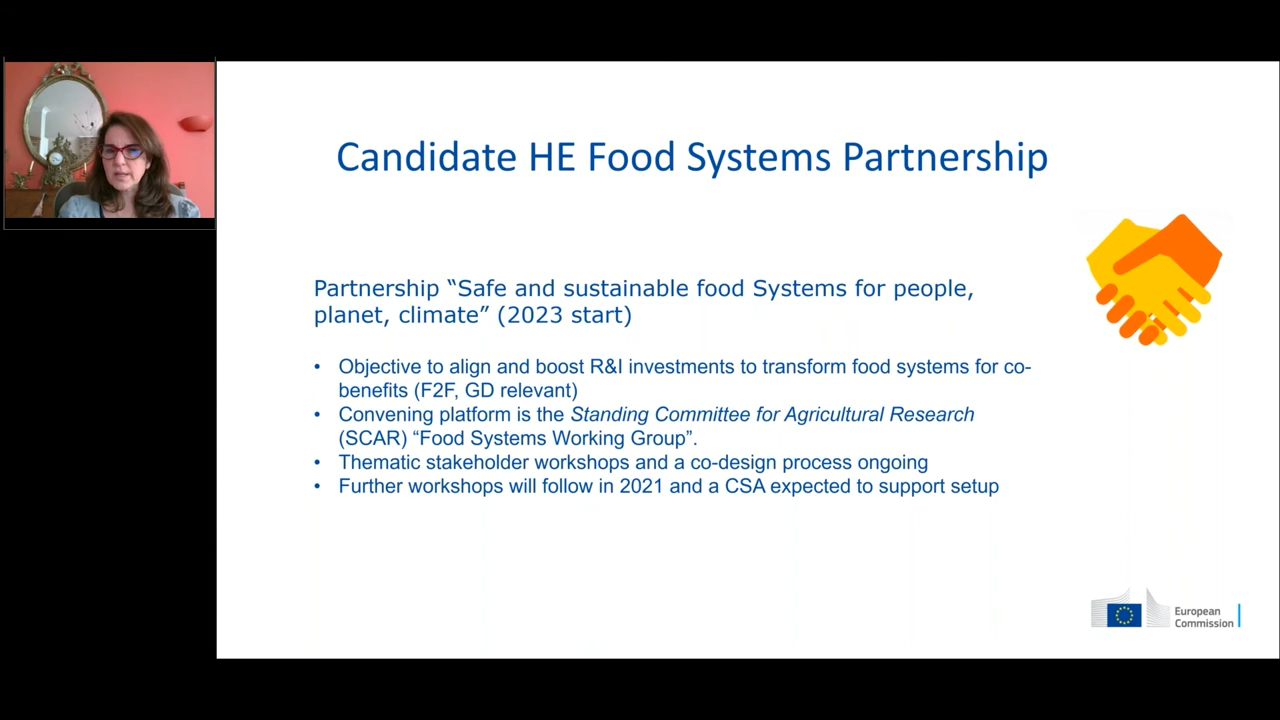 Candidate HE Food Systems Partnership
Partnership “Safe and sustainable food Systems for people,
planet, climate” (2023 start)
• Objective to align and boost R&I investments to transform food systems for co-
benefits (F2F, GD relevant)
• Convening platform is the Standing Committee for Agricultural Research
(SCAR) “Food Systems Working Group”.
• Thematic stakeholder workshops and a co-design process ongoing
• Further workshops will follow in 2021 and a CSA expected to support setup
European
Commission